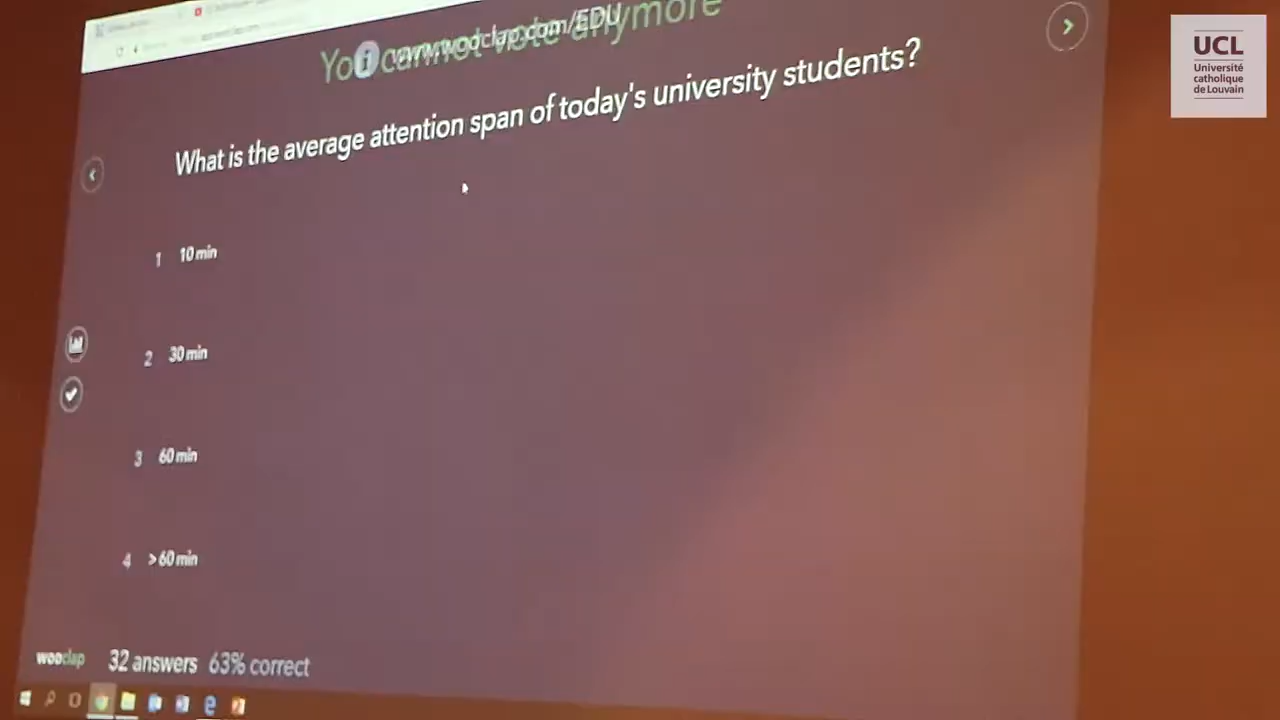 You cannot vote anymore
www.wooclap.com/EDU
What is the average attention span of today's university students?
1 10 min
2 30 min
3 60 min
4 > 60 min
wooclap 32 answers 63% correct
UCL
Université
catholique
de Louvain